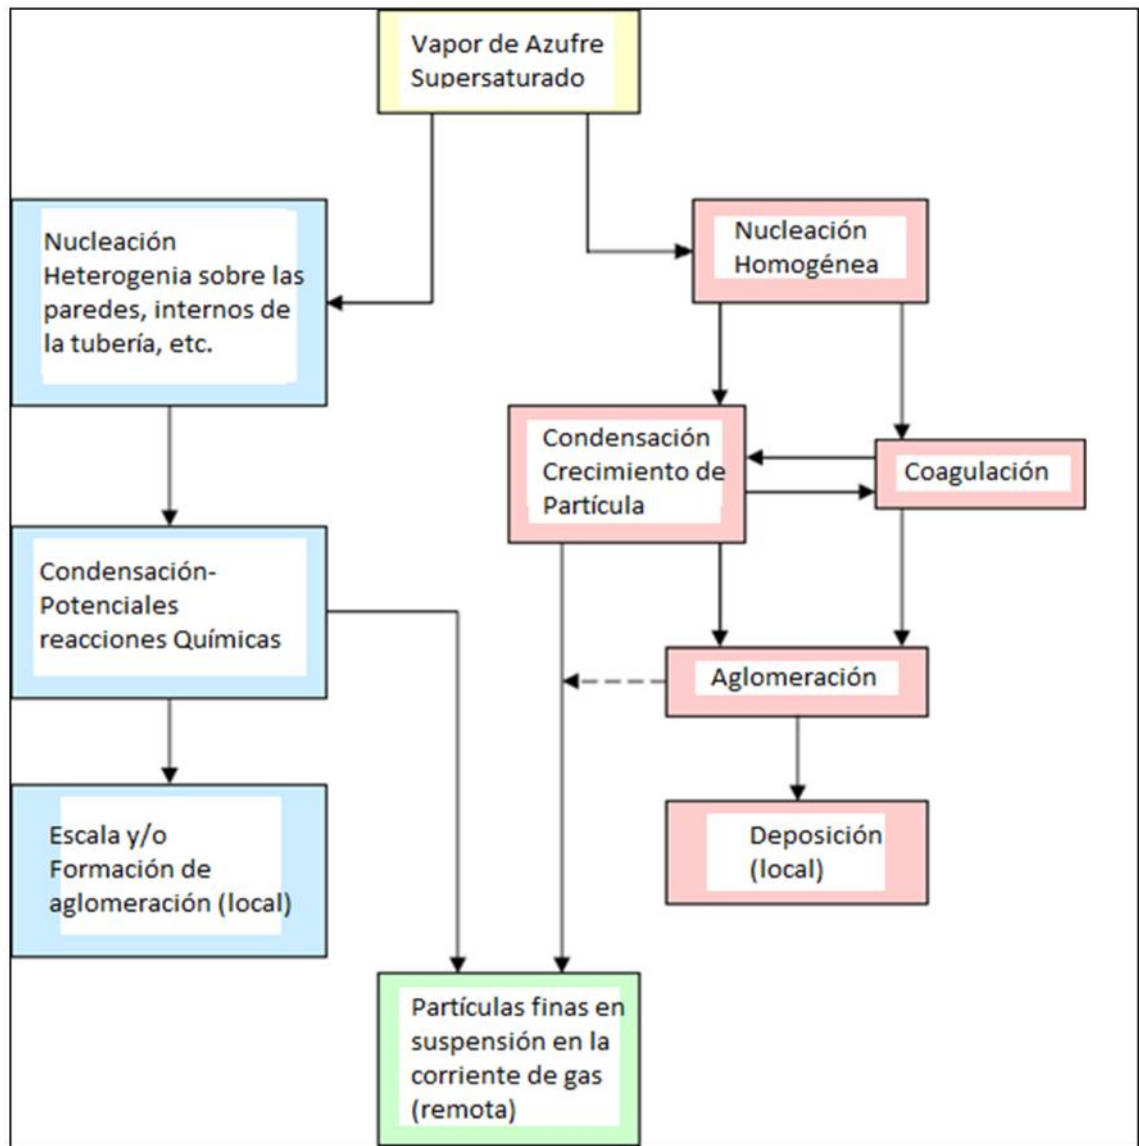 Vapor de Azufre
Supersaturado
Nucleación
Heterogenia sobre las
paredes, internos de
la tubería, etc.
Nucleación
Homogénea
Condensación
Crecimiento de
Partícula
Coagulación
Condensación-
Potenciales
reacciones Químicas
Aglomeración
Escala y/o
Formación de
aglomeración (local)
Deposición
(local)
Partículas finas en
suspensión en la
corriente de gas
(remota)